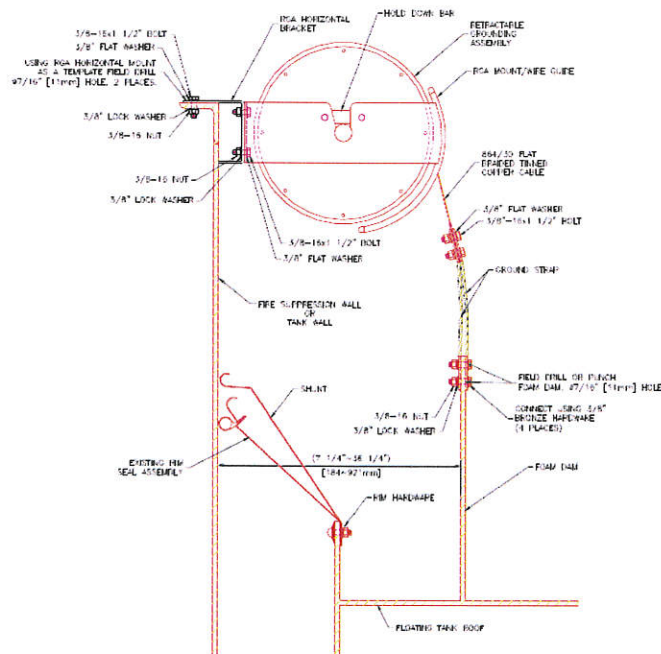 3/8-16x1 1/2" BOLT
3/8" FLAT WASHER
USING RGA HORIZONTAL MOUNT
AS A TEMPLATE FIELD DRILL
Ø7/16" [11mm] HOLE, 2 PLACES.
3/8" LOCK WASHER
3/8-16 NUT
RGA HORIZONTAL
BRACKET
HOLD DOWN BAR
RETRACTABLE
GROUNDING
ASSEMBLY
RGA MOUNT/WIRE GUIDE
864/30 FLAT
BRAIDED TINNED
COPPER CABLE
3/8-16 NUT
3/8" LOCK WASHER
3/8" FLAT WASHER
3/8"-16x1 1/2" BOLT
3/8-16x1 1/2" BOLT
3/8" FLAT WASHER
GROUND STRAP
FIRE SUPPRESSION WALL
OR
TANK WALL
SHUNT
FIELD DRILL OR PUNCH
FOAM DAM, Ø7/16" [11mm] HOLE
3/8-16 NUT
3/8" LOCK WASHER
CONNECT USING 3/8"
BRONZE HARDWARE
(4 PLACES)
EXISTING RIM
SEAL ASSEMBLY
(7 1/4"-36 1/4")
[184-921mm]
FOAM DAM
RIM HARDWARE
FLOATING TANK ROOF